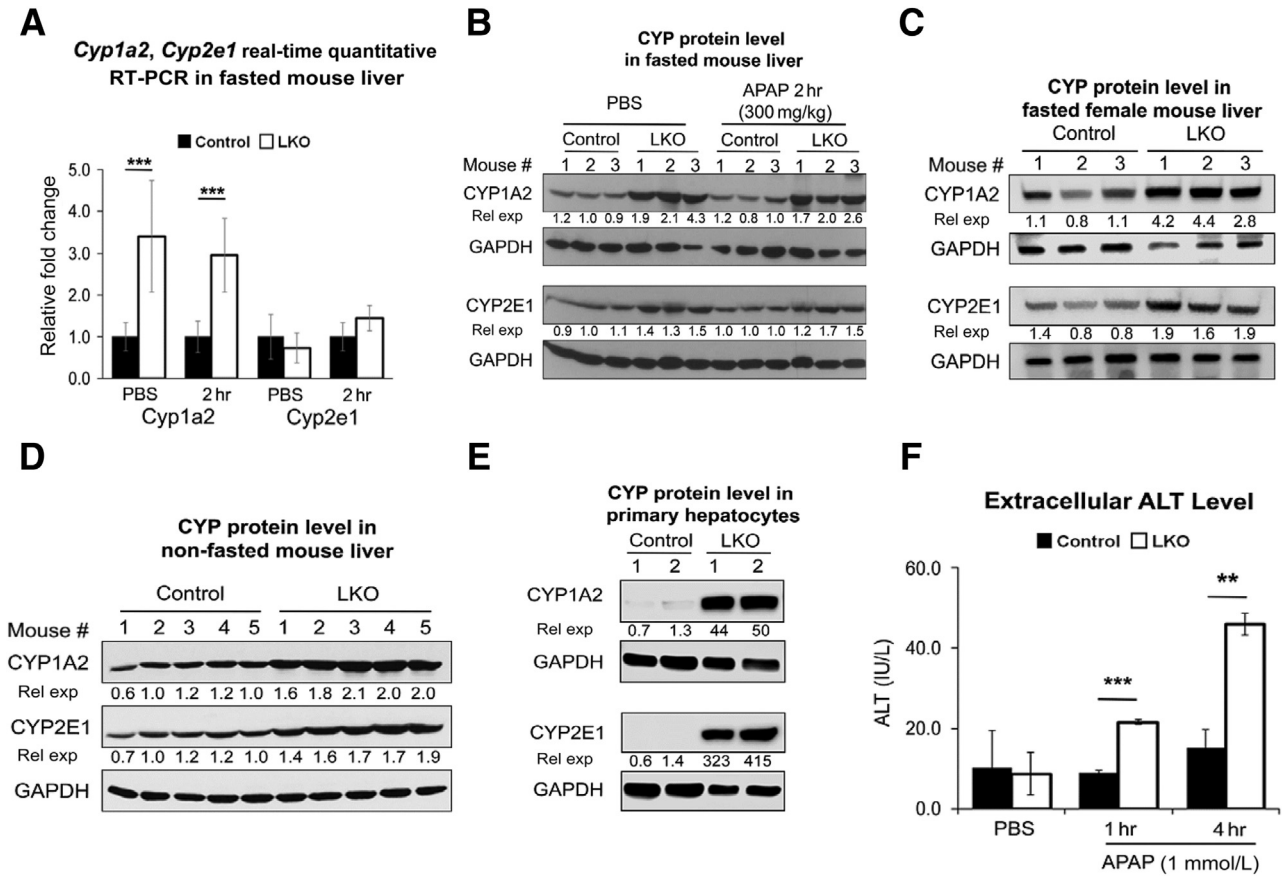 A
Cyp1a2, Cyp2e1 real-time quantitative
RT-PCR in fasted mouse liver
Control LKO
Relative fold change
5.0
4.0
3.0
2.0
1.0
0.0
***
***
PBS 2 hr PBS 2 hr
Cyp1a2 Cyp2e1
B
CYP protein level
in fasted mouse liver
PBS APAP 2 hr
(300 mg/kg)
Control LKO Control LKO
Mouse # 1 2 3 1 2 3 1 2 3 1 2 3
CYP1A2
Rel exp 1.2 1.0 0.9 1.9 2.1 4.3 1.2 0.8 1.0 1.7 2.0 2.6
GAPDH
CYP2E1
Rel exp 0.9 1.0 1.1 1.4 1.3 1.5 1.0 1.0 1.0 1.2 1.7 1.5
GAPDH
C
CYP protein level in
fasted female mouse liver
Control LKO
Mouse # 1 2 3 1 2 3
CYP1A2
Rel exp 1.1 0.8 1.1 4.2 4.4 2.8
GAPDH
CYP2E1
Rel exp 1.4 0.8 0.8 1.9 1.6 1.9
GAPDH
D
CYP protein level in
non-fasted mouse liver
Control LKO
Mouse # 1 2 3 4 5 1 2 3 4 5
CYP1A2
Rel exp 0.6 1.0 1.2 1.2 1.0 1.6 1.8 2.1 2.0 2.0
CYP2E1
Rel exp 0.7 1.0 1.2 1.2 1.0 1.4 1.6 1.7 1.7 1.9
GAPDH
E
CYP protein level in
primary hepatocytes
Control LKO
1 2 1 2
CYP1A2
Rel exp 0.7 1.3 44 50
GAPDH
CYP2E1
Rel exp 0.6 1.4 323 415
GAPDH
F
Extracellular ALT Level
Control LKO
ALT (IU/L)
60.0
40.0
20.0
0.0
***
**
PBS 1 hr 4 hr
APAP (1 mmol/L)